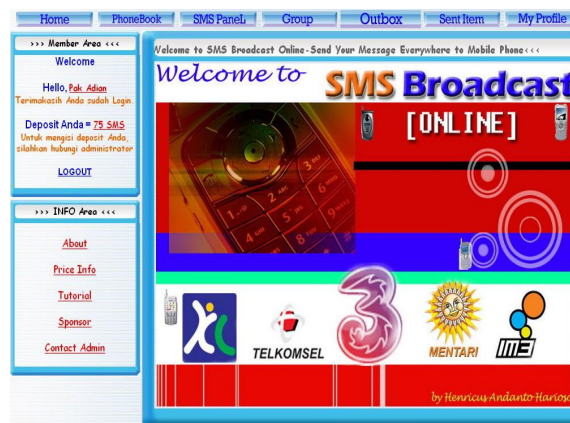 Home PhoneBook SMS PaneL Group Outbox Sent Item My Profile
>>> Member Area <<<
Welcome
Hello, Pak Adian
Terimakasih Anda sudah Login.
Deposit Anda = 75 SMS
Untuk mengisi deposit Anda,
silahkan hubungi administrator
LOGOUT
>>> INFO Area <<<
About
Price Info
Tutorial
Sponsor
Contact Admin
Welcome to SMS Broadcast Online-Send Your Message Everywhere to Mobile Phone<<<
Welcome to
SMS Broadcast
[ONLINE]
TELKOMSEL
3
MENTARI
im3
by Henricus Andanto Harioso